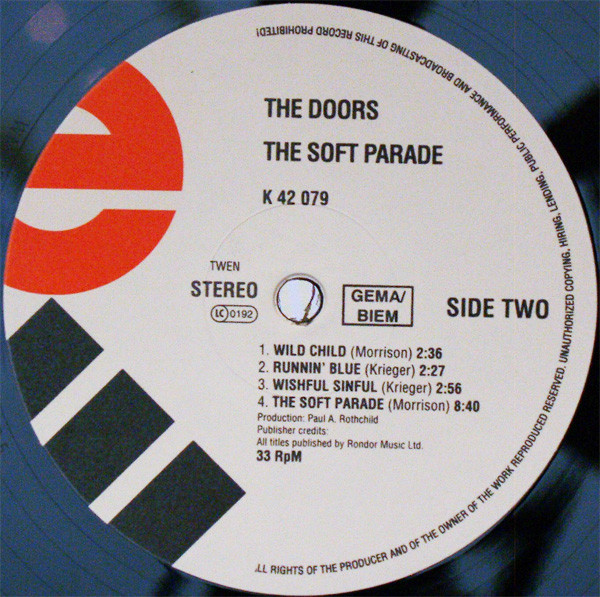 THE DOORS
THE SOFT PARADE
K 42 079
TWEN
STEREO
LC 0192
GEMA/
BIEM
SIDE TWO
1. WILD CHILD (Morrison) 2:36
2. RUNNIN' BLUE (Krieger) 2:27
3. WISHFUL SINFUL (Krieger) 2:56
4. THE SOFT PARADE (Morrison) 8:40
Production: Paul A. Rothchild
Publisher credits:
All titles published by Rondor Music Ltd.
33 RpM
ALL RIGHTS OF THE PRODUCER AND OF THE OWNER OF THE WORK REPRODUCED RESERVED. UNAUTHORIZED COPYING, HIRING, LENDING, PUBLIC PERFORMANCE AND BROADCASTING OF THIS RECORD PROHIBITED!